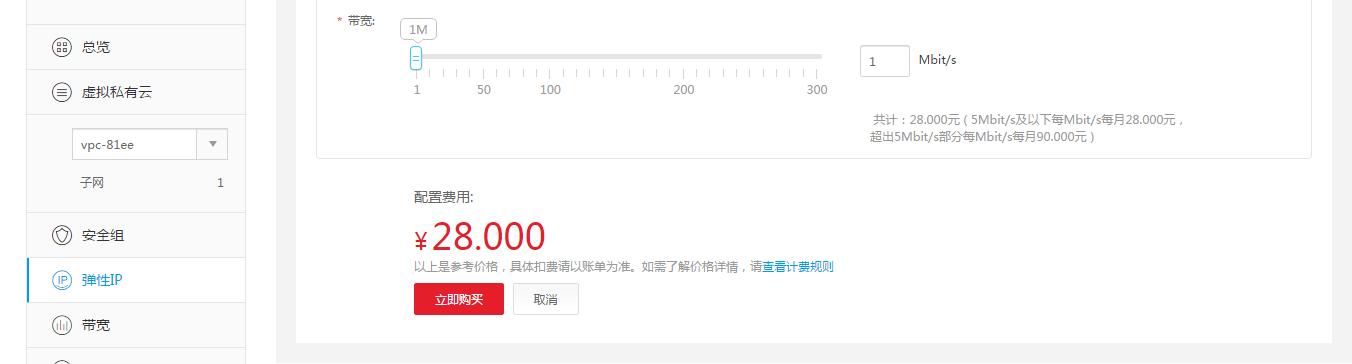 总览
虚拟私有云
vpc-81ee
子网 1
安全组
IP 弹性IP
带宽
* 带宽:
1M
1 50 100 200 300
1 Mbit/s
共计：28.000元 ( 5Mbit/s及以下每Mbit/s每月28.000元，
超出5Mbit/s部分每Mbit/s每月90.000元 )
配置费用:
¥28.000
以上是参考价格，具体扣费请以账单为准。如需了解价格详情，请查看计费规则
立即购买 取消